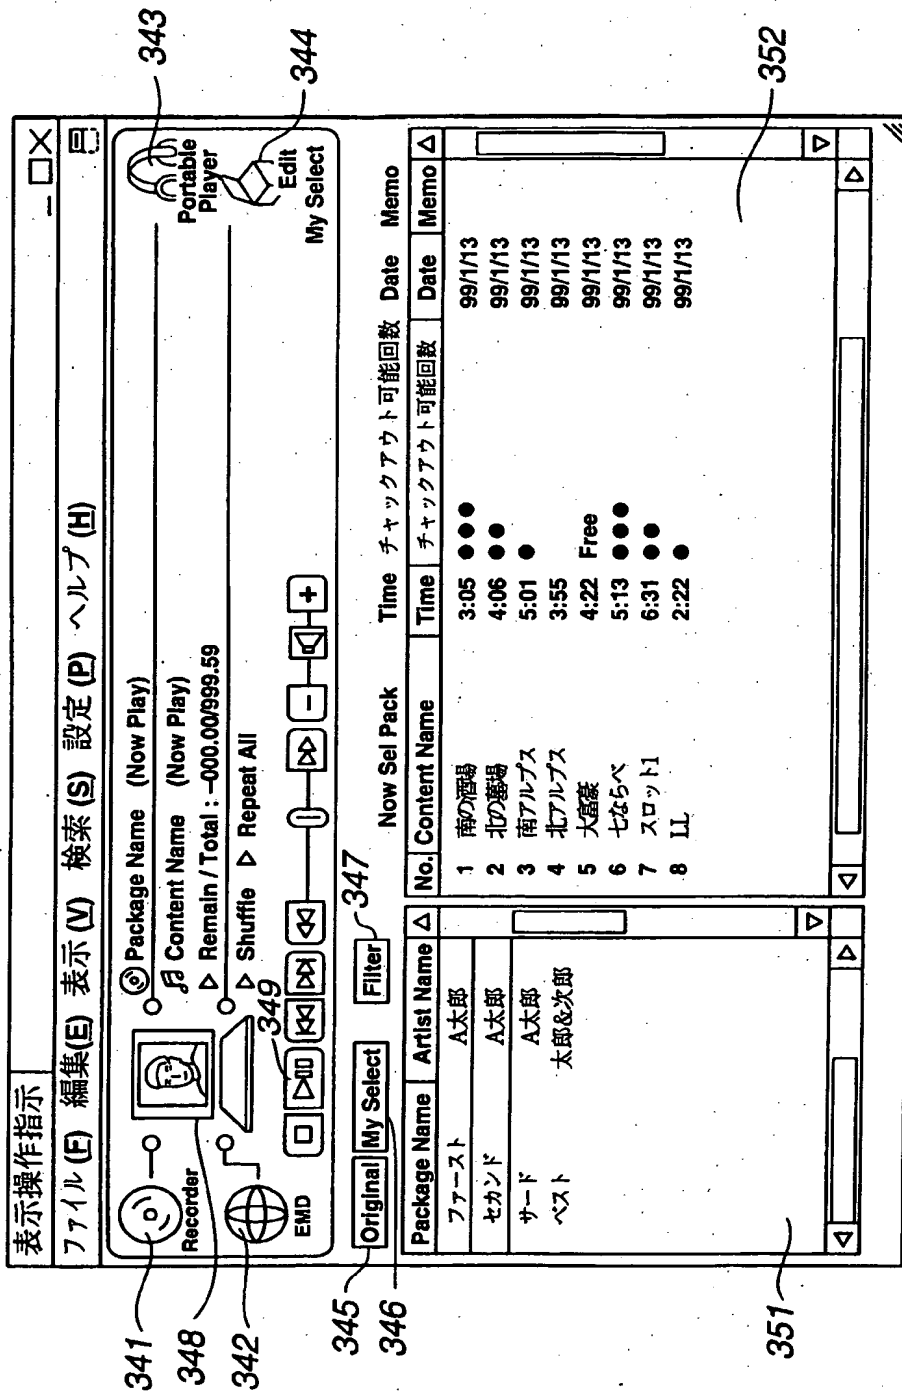 表示操作指示
ファイル(F) 編集(E) 表示(V) 検索(S) 設定(P) ヘルプ(H)
341
348
342
343
344
Recorder
EMD
Package Name (Now Play)
Content Name (Now Play)
▷ Remain / Total : –000.00/999.59
▷ Shuffle ▷ Repeat All
Portable
Player
Edit
My Select
349
345
346
347
Original
My Select
Filter
Now Sel Pack Time チャックアウト可能回数 Date Memo
Package Name Artist Name
ファースト A太郎
セカンド A太郎
サード A太郎
ベスト 太郎&次郎
351
No. Content Name Time チャックアウト可能回数 Date Memo
1 南の酒場 3:05 ●●● 99/1/13
2 北の墓場 4:06 ●● 99/1/13
3 南アルプス 5:01 ● 99/1/13
4 北アルプス 3:55 99/1/13
5 大富豪 4:22 Free 99/1/13
6 七ならべ 5:13 ●●● 99/1/13
7 スロット1 6:31 ●● 99/1/13
8 LL 2:22 ● 99/1/13
352